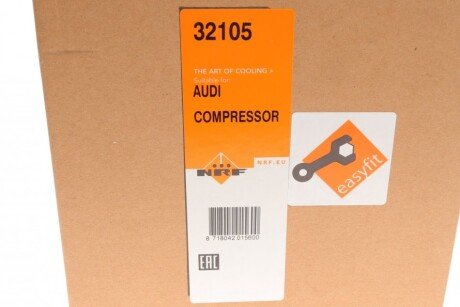 32105
THE ART OF COOLING >
Suitable for:
AUDI
COMPRESSOR
NRF
NRF.EU
easyfit
8 718042 015600
EAC